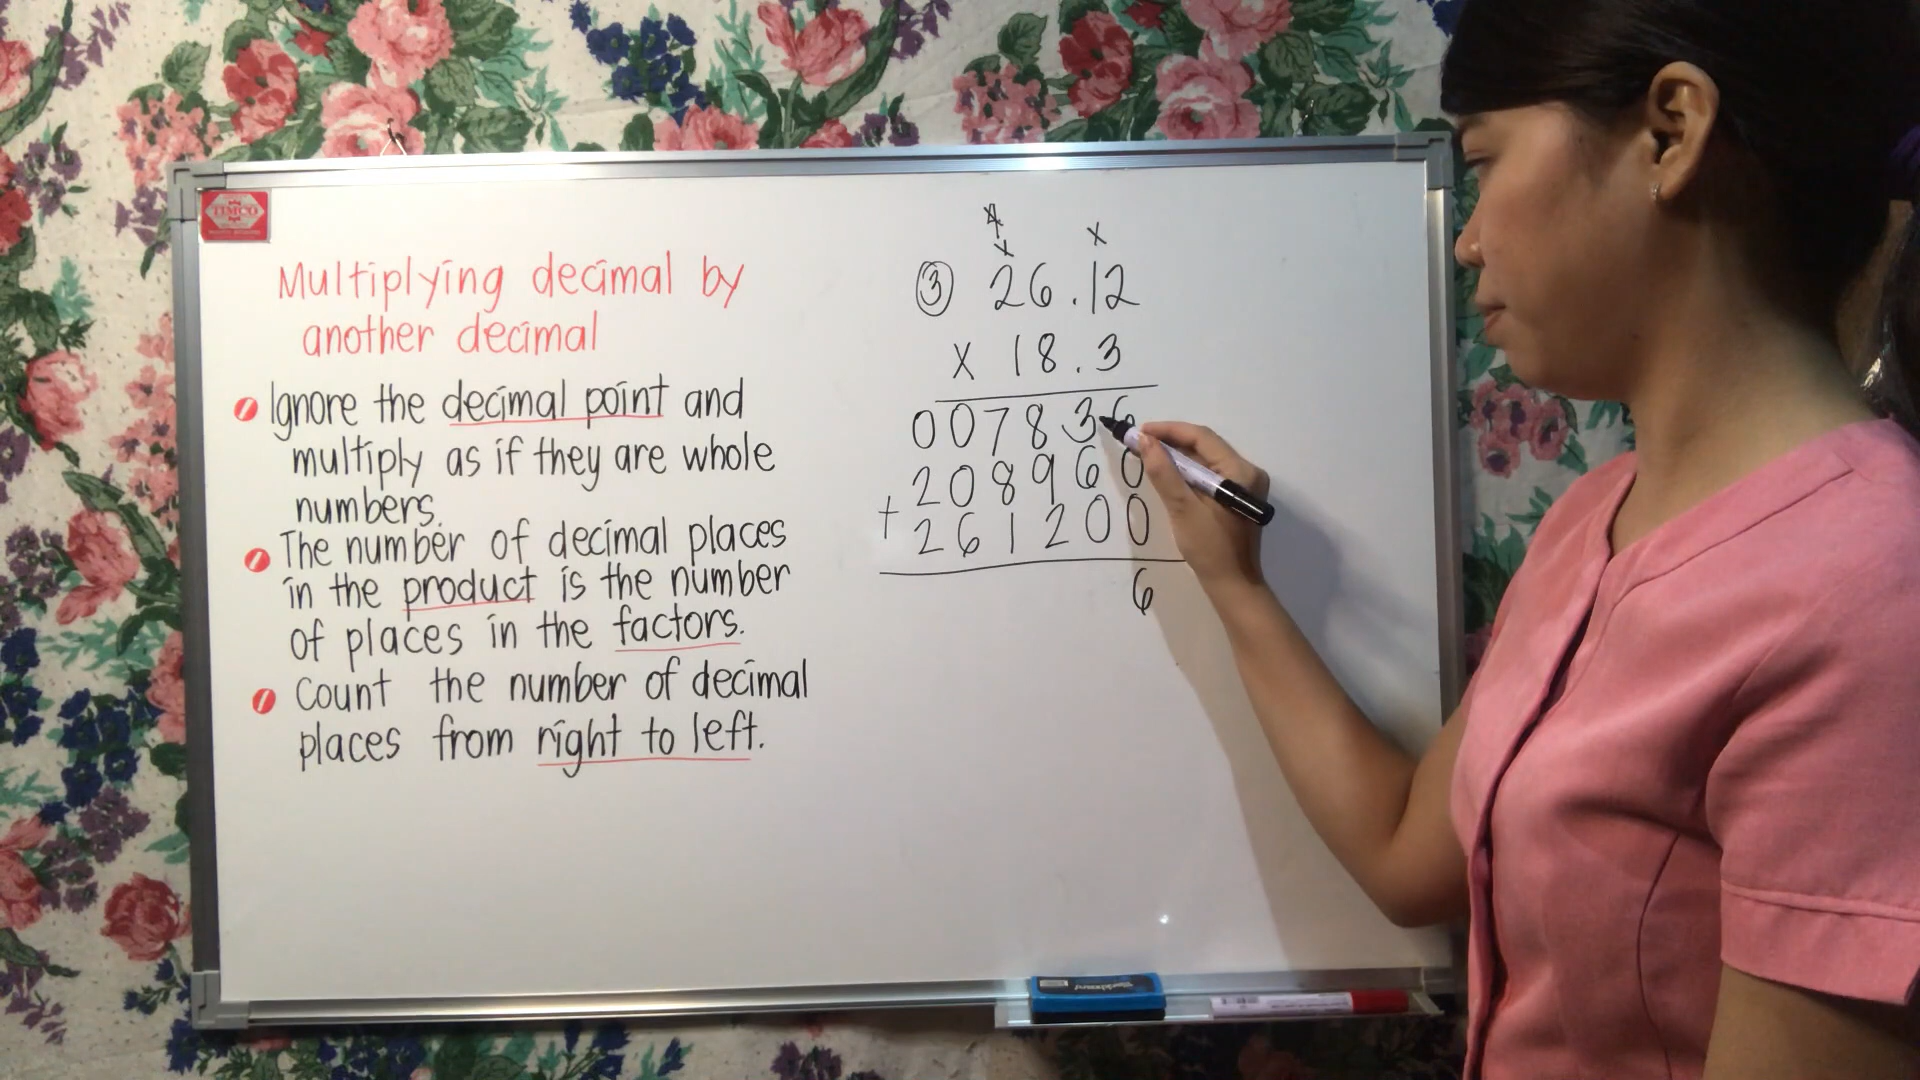 TIMCO
Multiplying decimal by
another decimal
Ignore the decimal point and
multiply as if they are whole
numbers.
The number of decimal places
in the product is the number
of places in the factors.
Count the number of decimal
places from right to left.
4
x x
3 26.12
x 18.3
007836
208960
+ 261200
6